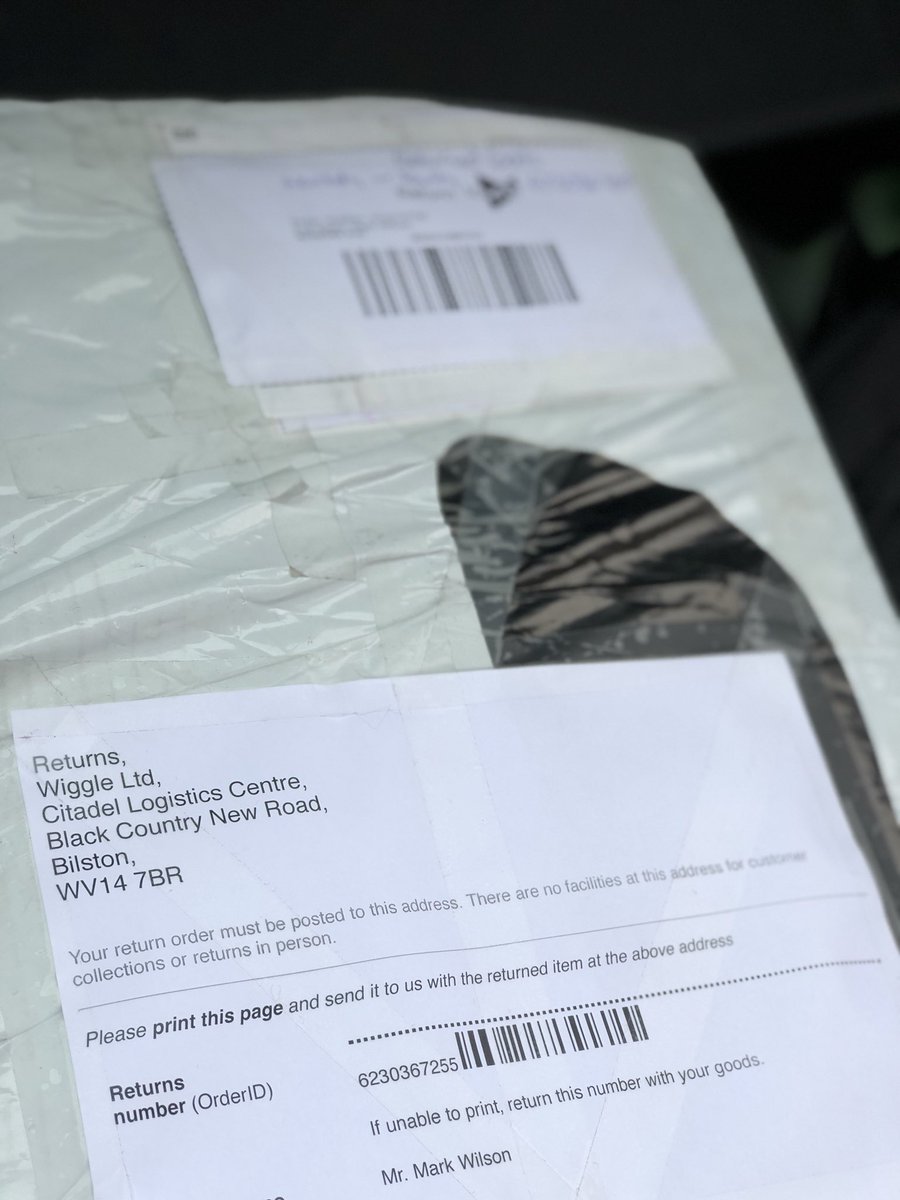 Returns,
Wiggle Ltd,
Citadel Logistics Centre,
Black Country New Road,
Bilston,
WV14 7BR
Your return order must be posted to this address. There are no facilities at this address for customer
collections or returns in person.
Please print this page and send it to us with the returned item at the above address
Returns
number (OrderID)
6230367255
If unable to print, return this number with your goods.
Mr. Mark Wilson